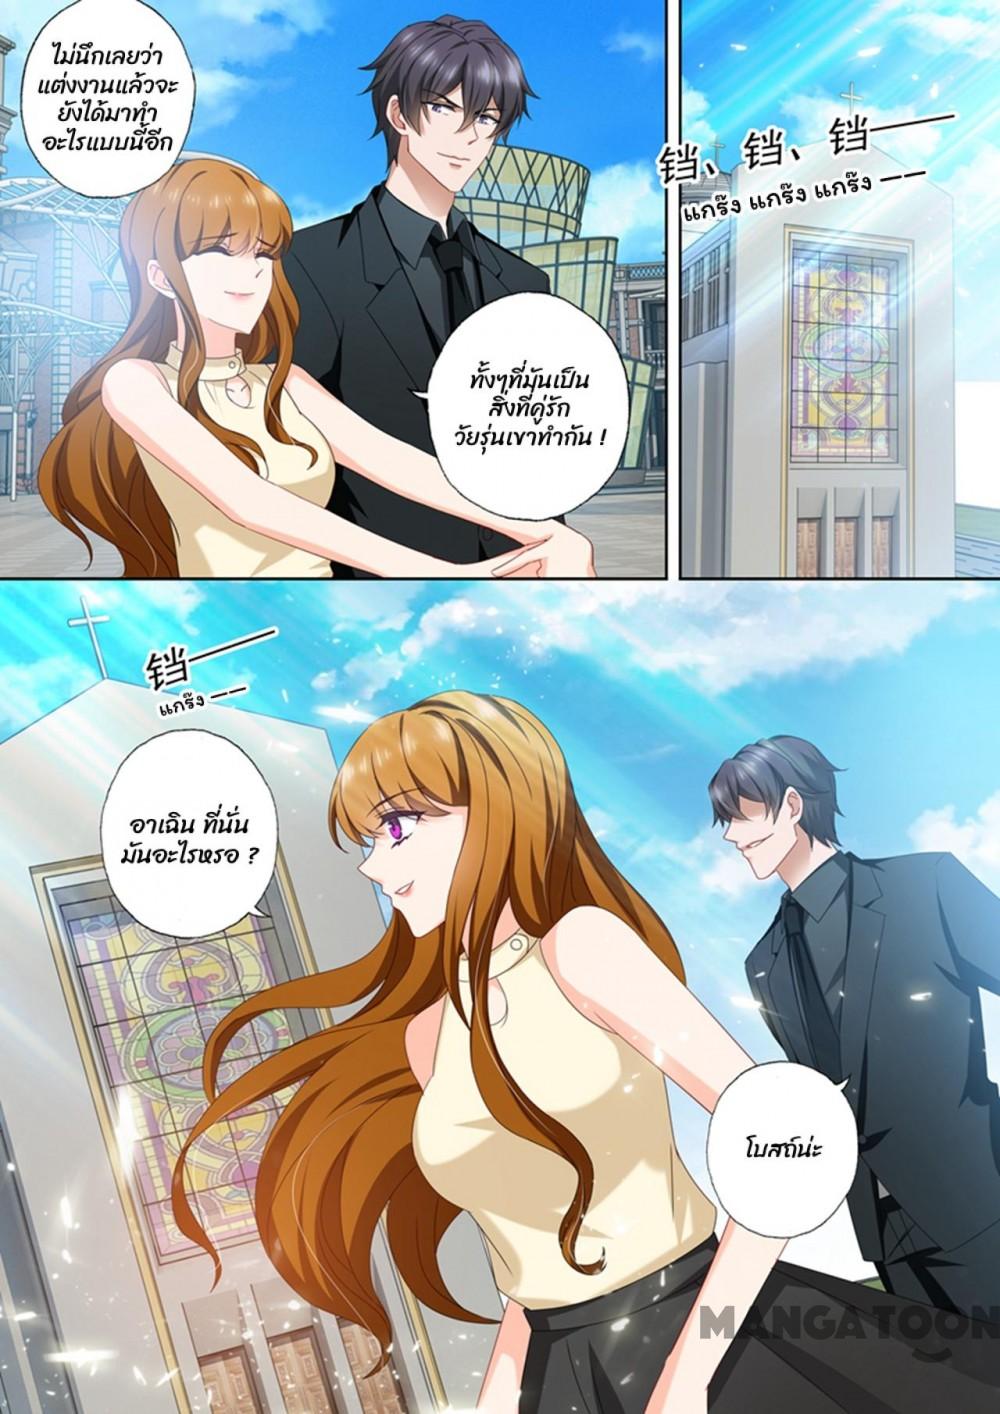 ไม่นึกเลยว่า
แต่งงานแล้วจะ
ยังได้มาทำ
อะไรแบบนี้อีก
ทั้งๆที่มันเป็น
สิ่งที่คู่รัก
วัยรุ่นเขาทำกัน !
铛、铛、铛——
แกร๊ง แกร๊ง แกร๊ง ——
铛——
แกร๊ง ——
อาเฉิน ที่นั่น
มันอะไรหรอ ?
โบสถ์น่ะ
MANGATOON